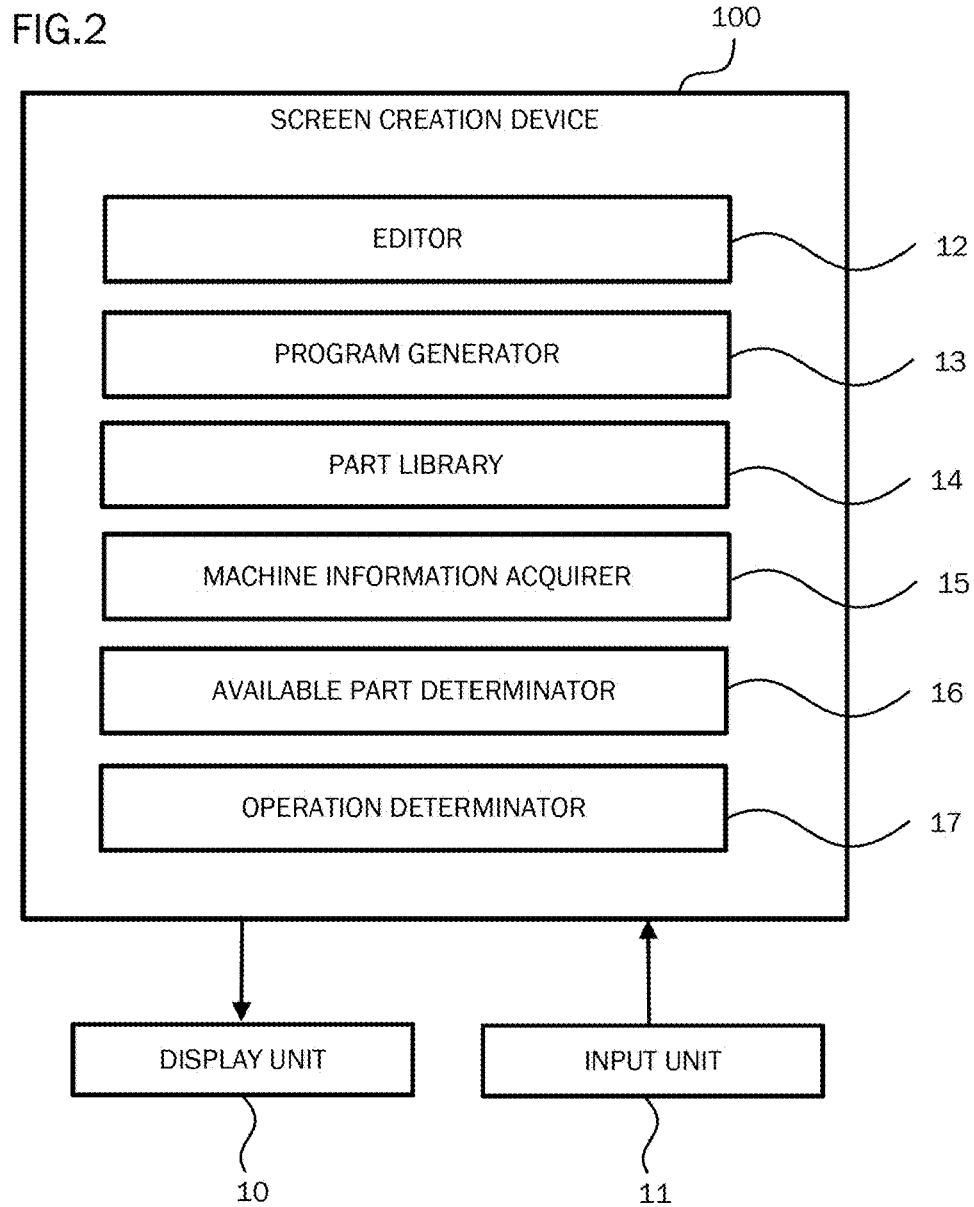 FIG.2
100
SCREEN CREATION DEVICE
EDITOR
12
PROGRAM GENERATOR
13
PART LIBRARY
14
MACHINE INFORMATION ACQUIRER
15
AVAILABLE PART DETERMINATOR
16
OPERATION DETERMINATOR
17
DISPLAY UNIT
INPUT UNIT
10
11